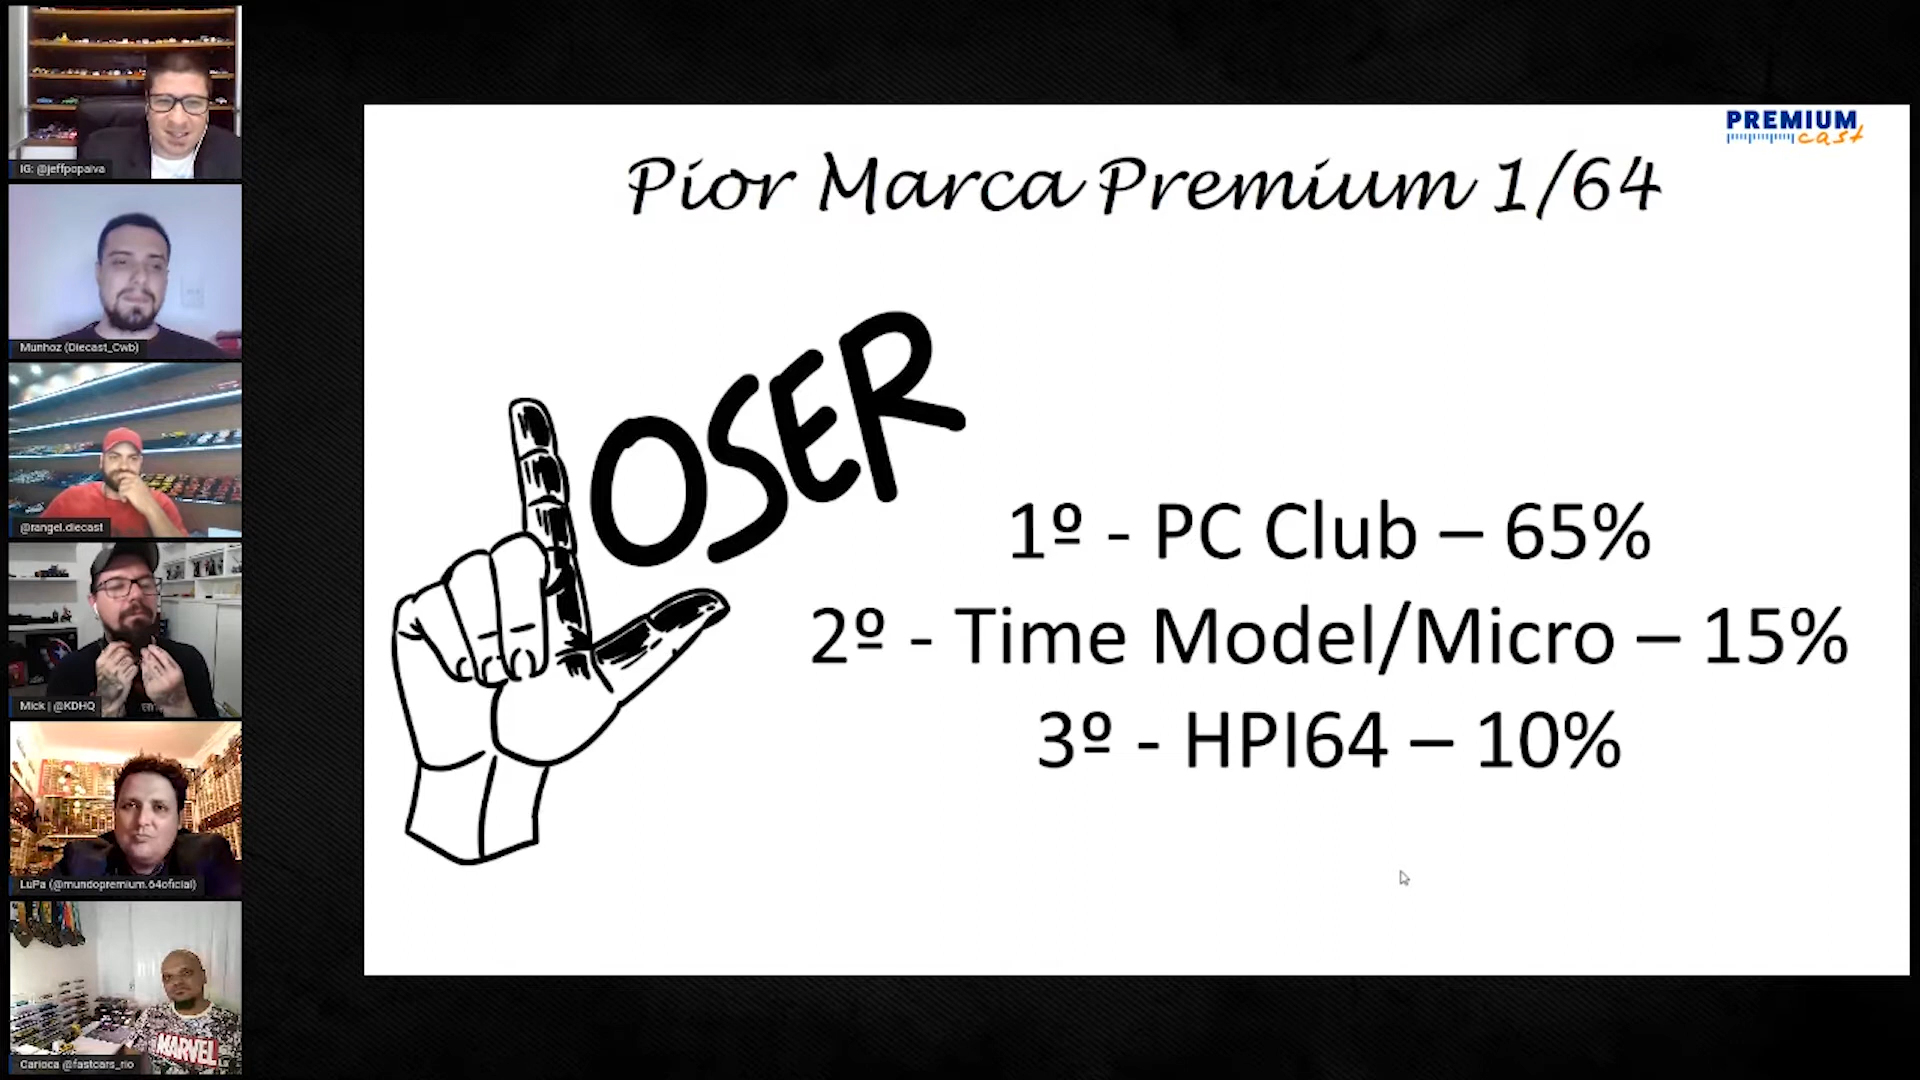 IG: @jeffpopaiva
Munhoz (Diecast_Cwb)
@rangel.diecast
Mick | @KDHQ
LuPa (@mundopremium.64oficial)
MARVEL
Carioca @fastcars_rio
PREMIUM
cast
Pior Marca Premium 1/64
LOSER
1º - PC Club – 65%
2º - Time Model/Micro – 15%
3º - HPI64 – 10%